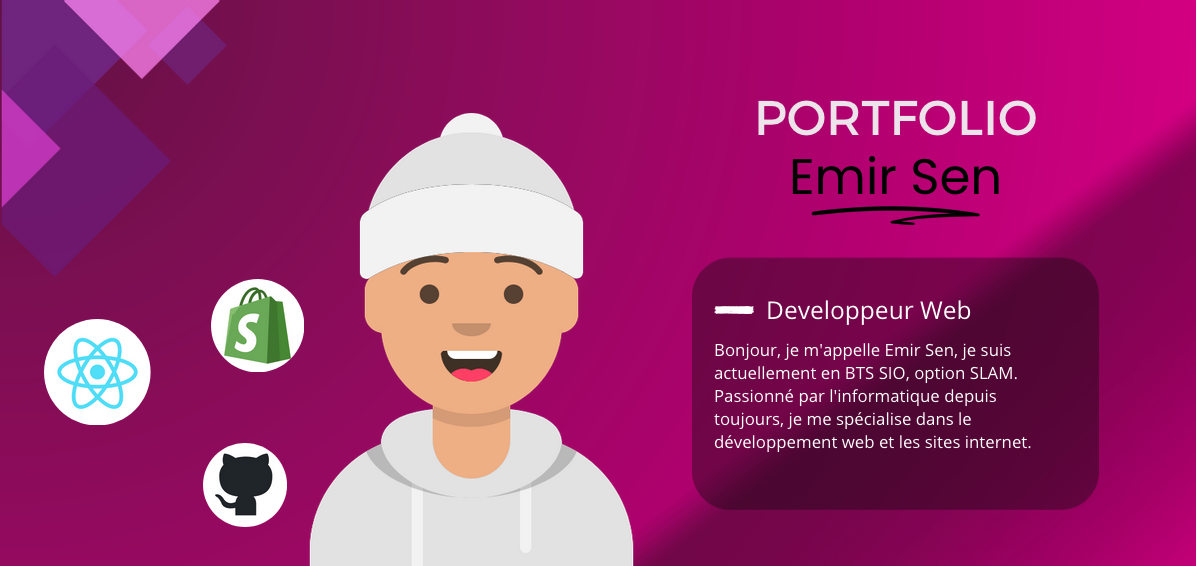 PORTFOLIO
Emir Sen
Developpeur Web
Bonjour, je m'appelle Emir Sen, je suis
actuellement en BTS SIO, option SLAM.
Passionné par l'informatique depuis
toujours, je me spécialise dans le
développement web et les sites internet.
S